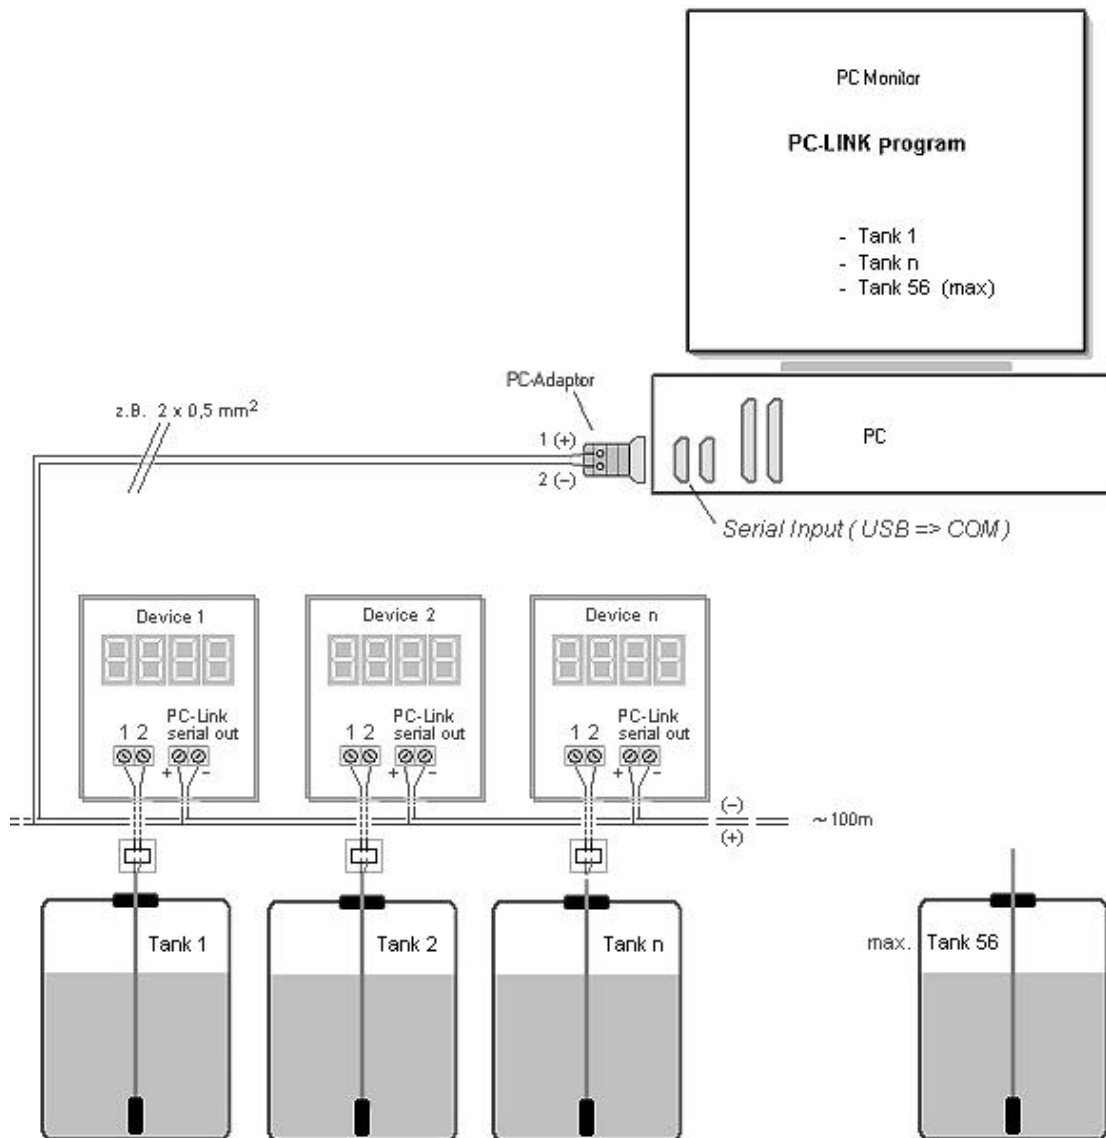 PC Monitor
PC-LINK program
- Tank 1
- Tank n
- Tank 56 (max)
PC-Adaptor
z.B. 2 x 0,5 mm²
1 (+)
2 (–)
PC
Serial Input ( USB => COM )
Device 1
1 2
PC-Link
serial out
+ –
Device 2
1 2
PC-Link
serial out
+ –
Device n
1 2
PC-Link
serial out
+ –
(–)
(+)
~ 100m
Tank 1
Tank 2
Tank n
max. Tank 56